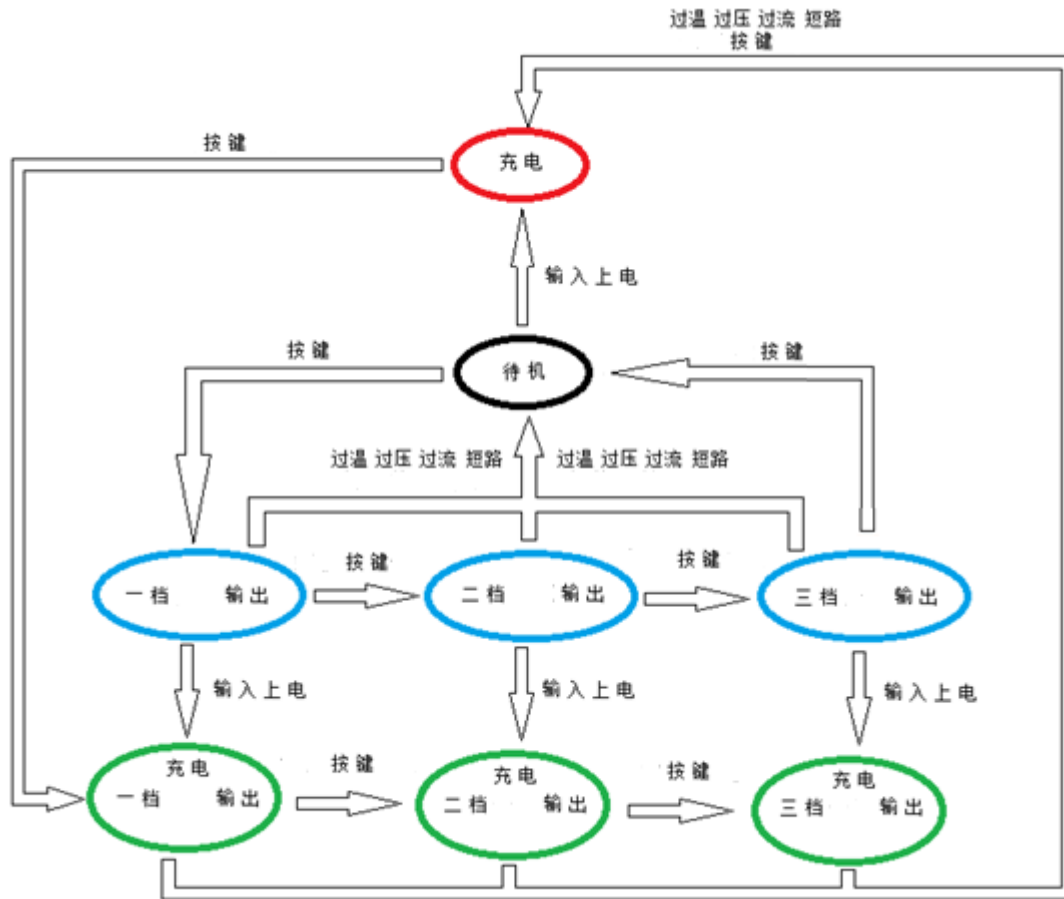 过温 过压 过流 短路
按键
按键
充电
输入上电
按键
待机
按键
过温 过压 过流 短路
过温 过压 过流 短路
一档 输出
按键
二档 输出
按键
三档 输出
输入上电
输入上电
输入上电
充电
一档 输出
按键
充电
二档 输出
按键
充电
三档 输出